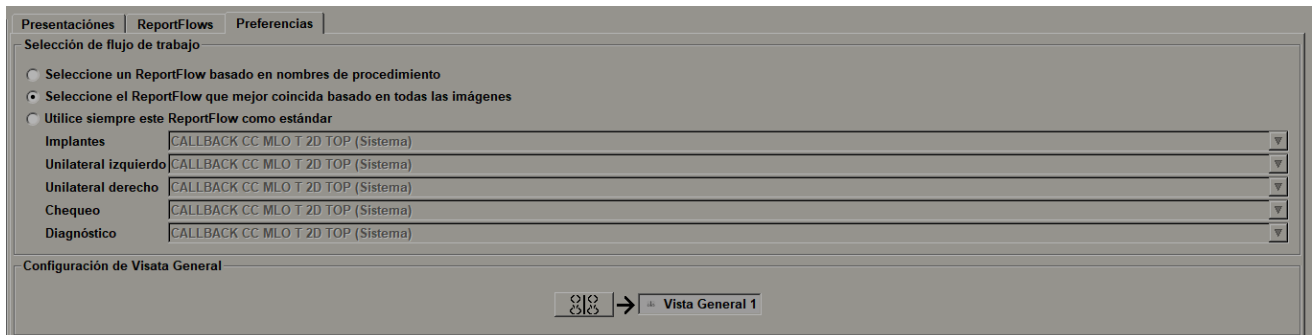 Presentaciónes ReportFlows Preferencias
Selección de flujo de trabajo
Seleccione un ReportFlow basado en nombres de procedimiento
Seleccione el ReportFlow que mejor coincida basado en todas las imágenes
Utilice siempre este ReportFlow como estándar
Implantes CALLBACK CC MLO T 2D TOP (Sistema)
Unilateral izquierdo CALLBACK CC MLO T 2D TOP (Sistema)
Unilateral derecho CALLBACK CC MLO T 2D TOP (Sistema)
Chequeo CALLBACK CC MLO T 2D TOP (Sistema)
Diagnóstico CALLBACK CC MLO T 2D TOP (Sistema)
Configuración de Visata General
Vista General 1